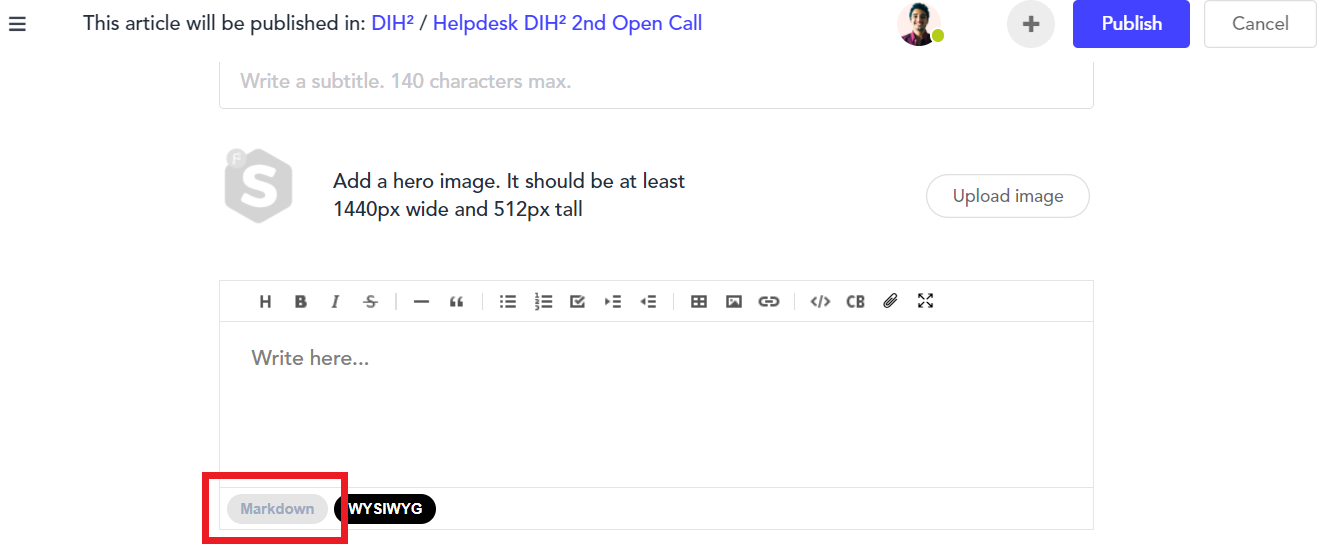 This article will be published in: DIH² / Helpdesk DIH² 2nd Open Call
Publish
Cancel
Write a subtitle. 140 characters max.
F
S
Add a hero image. It should be at least
1440px wide and 512px tall
Upload image
H B I S “ </> CB
Write here...
Markdown WYSIWYG